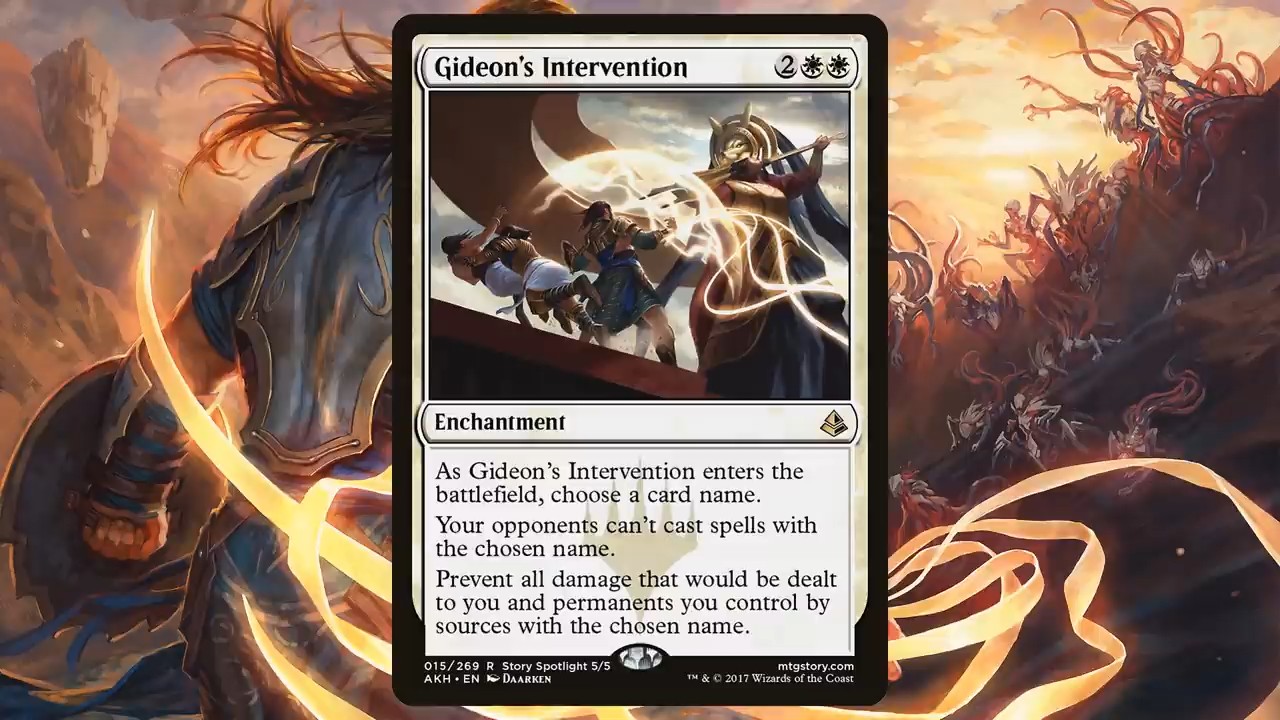 Gideon's Intervention 2
Enchantment
As Gideon's Intervention enters the
battlefield, choose a card name.
Your opponents can't cast spells with
the chosen name.
Prevent all damage that would be dealt
to you and permanents you control by
sources with the chosen name.
015/269 R Story Spotlight 5/5 mtgstory.com
AKH • EN Daarken ™ & © 2017 Wizards of the Coast